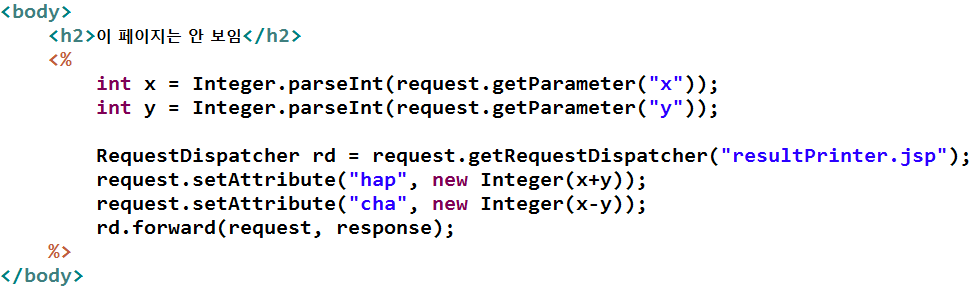 <body>
<h2>이 페이지는 안 보임</h2>
<%
int x = Integer.parseInt(request.getParameter("x"));
int y = Integer.parseInt(request.getParameter("y"));
RequestDispatcher rd = request.getRequestDispatcher("resultPrinter.jsp");
request.setAttribute("hap", new Integer(x+y));
request.setAttribute("cha", new Integer(x-y));
rd.forward(request, response);
%>
</body>